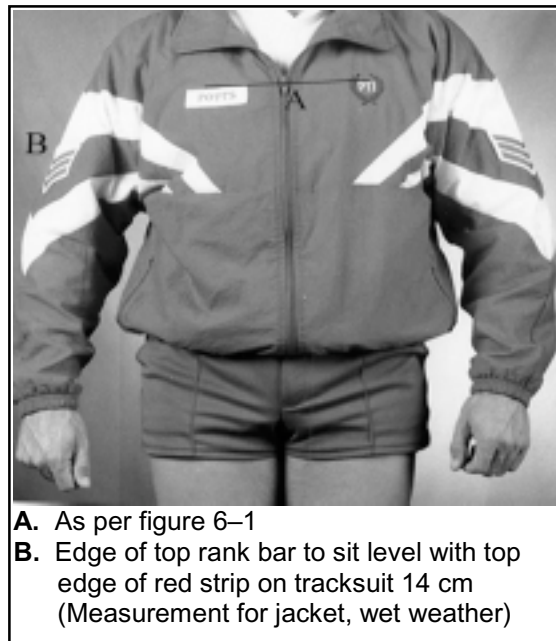 POTTS
PTI
A
B
A. As per figure 6–1
B. Edge of top rank bar to sit level with top
edge of red strip on tracksuit 14 cm
(Measurement for jacket, wet weather)